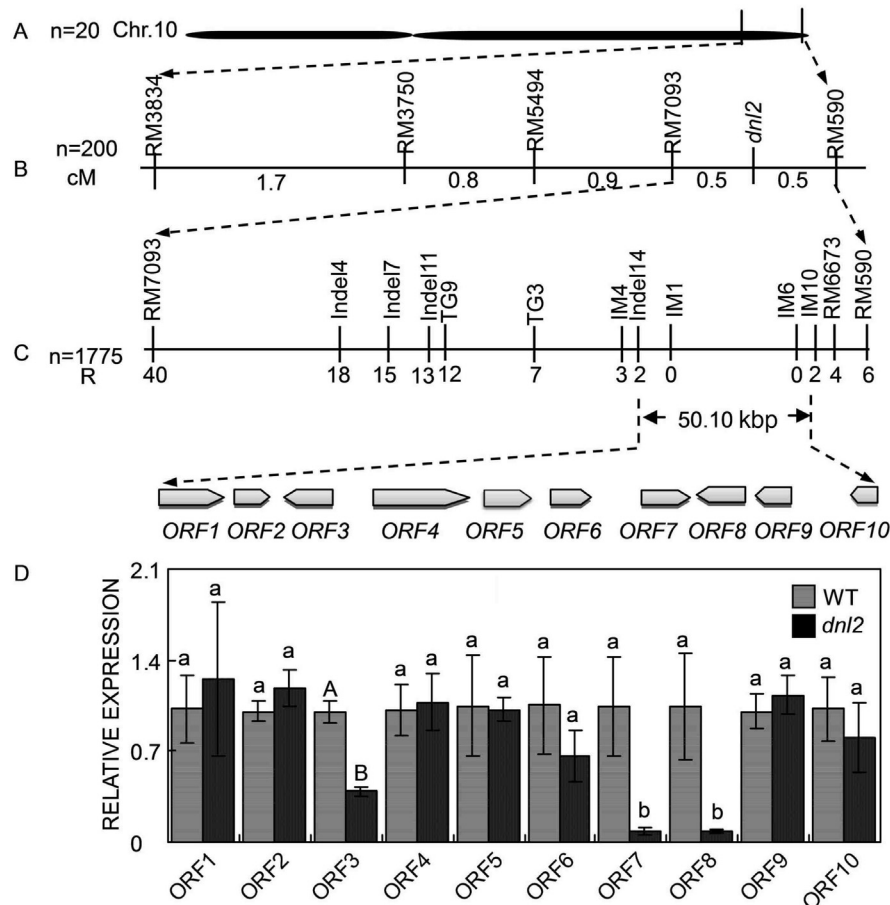 A n=20 Chr.10
RM3834 RM3750 RM5494 RM7093 dnl2 RM590
n=200
B cM
1.7 0.8 0.9 0.5 0.5
RM7093 Indel4 Indel7 Indel11 TG9 TG3 IM4 Indel14 IM1 IM6 IM10 RM6673 RM590
C n=1775
R 40 18 15 13 12 7 3 2 0 0 2 4 6
50.10 kbp
ORF1 ORF2 ORF3 ORF4 ORF5 ORF6 ORF7 ORF8 ORF9 ORF10
D
RELATIVE EXPRESSION
2.1
1.4
0.7
0
WT
dnl2
a a a a A B a a a a a a a b a b a a a a
ORF1 ORF2 ORF3 ORF4 ORF5 ORF6 ORF7 ORF8 ORF9 ORF10